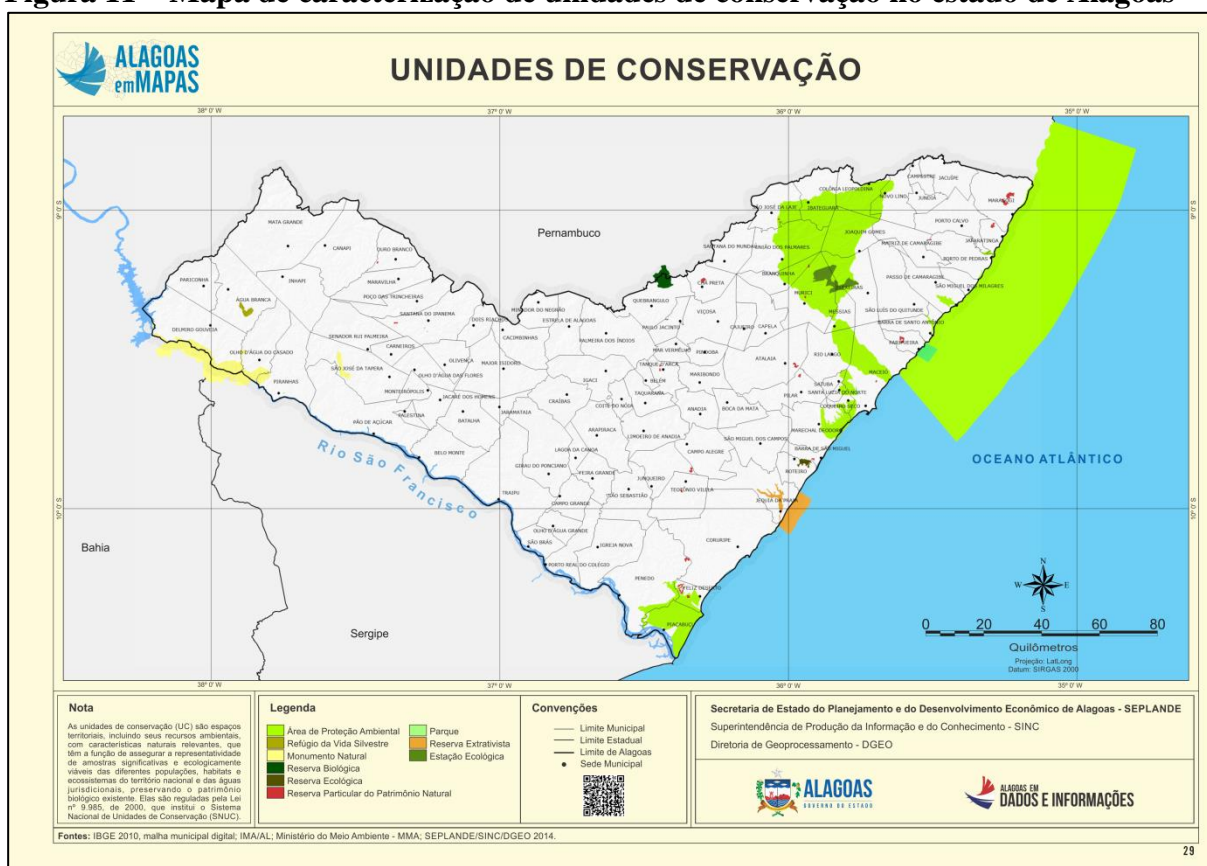 Figura 11 – Mapa de caracterização de unidades de conservação no estado de Alagoas
ALAGOAS
emMAPAS
UNIDADES DE CONSERVAÇÃO
38° 0' W
37° 0' W
36° 0' W
35° 0' W
9° 0' S
9° 0' S
10° 0' S
10° 0' S
Pernambuco
Bahia
Sergipe
Rio São Francisco
OCEANO ATLÂNTICO
MATA GRANDE
CANAPI
OURO BRANCO
PARICONHA
INHAPI
MARAVILHA
ÁGUA BRANCA
POÇO DAS TRINCHEIRAS
SANTANA DO IPANEMA
DELMIRO GOUVEIA
SENADOR RUI PALMEIRA
DOIS RIACHOS
OLHO D'ÁGUA DO CASADO
CARNEIROS
PIRANHAS
SÃO JOSÉ DA TAPERA
OLIVENÇA
MAJOR ISIDORO
OLHO D'ÁGUA DAS FLORES
MONTEIRÓPOLIS
JACARÉ DOS HOMENS
PALESTINA
BATALHA
JARAMATAIA
PÃO DE AÇÚCAR
BELO MONTE
TRAIPU
MINADOR DO NEGRÃO
ESTRELA DE ALAGOAS
CACIMBINHAS
PALMEIRA DOS ÍNDIOS
QUEBRANGULO
PAULO JACINTO
MAR VERMELHO
CHÃ PRETA
VIÇOSA
CAJUEIRO
CAPELA
PINDOBA
TANQUE D'ARCA
BELÉM
MARIBONDO
IGACI
TAQUARANA
CRAÍBAS
COITÉ DO NÓIA
ANADIA
BOCA DA MATA
ARAPIRACA
LIMOEIRO DE ANADIA
LAGOA DA CANOA
CAMPO ALEGRE
GIRAU DO PONCIANO
FEIRA GRANDE
JUNQUEIRO
TEOTÔNIO VILELA
CAMPO GRANDE
SÃO SEBASTIÃO
OLHO D'ÁGUA GRANDE
SÃO BRÁS
IGREJA NOVA
CORURIPE
PORTO REAL DO COLÉGIO
PENEDO
FELIZ DESERTO
PIAÇABUÇU
JEQUIÁ DA PRAIA
ROTEIRO
BARRA DE SÃO MIGUEL
SÃO MIGUEL DOS CAMPOS
MARECHAL DEODORO
COQUEIRO SECO
SANTA LUZIA DO NORTE
SATUBA
PILAR
ATALAIA
RIO LARGO
MACEIÓ
MESSIAS
MURICI
FLEXEIRAS
BRANQUINHA
UNIÃO DOS PALMARES
SANTANA DO MUNDAÚ
SÃO JOSÉ DA LAJE
IBATEGUARA
COLÔNIA LEOPOLDINA
NOVO LINO
CAMPESTRE
JACUÍPE
JUNDIÁ
MARAGOGI
PORTO CALVO
JOAQUIM GOMES
MATRIZ DE CAMARAGIBE
JAPARATINGA
PORTO DE PEDRAS
PASSO DE CAMARAGIBE
SÃO MIGUEL DOS MILAGRES
SÃO LUÍS DO QUITUNDE
BARRA DE SANTO ANTÔNIO
PARIPUEIRA
N
W
E
S
0 20 40 60 80
Quilômetros
Projeção: LatLong
Datum: SIRGAS 2000
38° 0' W
37° 0' W
36° 0' W
35° 0' W
Nota
As unidades de conservação (UC) são espaços
territoriais, incluindo seus recursos ambientais,
com características naturais relevantes, que
têm a função de assegurar a representatividade
de amostras significativas e ecologicamente
viáveis das diferentes populações, habitats e
ecossistemas do território nacional e das águas
jurisdicionais, preservando o patrimônio
biológico existente. Elas são reguladas pela Lei
nº 9.985, de 2000, que institui o Sistema
Nacional de Unidades de Conservação (SNUC).
Legenda
Área de Proteção Ambiental
Refúgio da Vida Silvestre
Monumento Natural
Reserva Biológica
Reserva Ecológica
Reserva Particular do Patrimônio Natural
Parque
Reserva Extrativista
Estação Ecológica
Convenções
Limite Municipal
Limite Estadual
Limite de Alagoas
Sede Municipal
Secretaria de Estado do Planejamento e do Desenvolvimento Econômico de Alagoas - SEPLANDE
Superintendência de Produção da Informação e do Conhecimento - SINC
Diretoria de Geoprocessamento - DGEO
ALAGOAS
GOVERNO DO ESTADO
ALAGOAS EM
DADOS E INFORMAÇÕES
Fontes: IBGE 2010, malha municipal digital; IMA/AL; Ministério do Meio Ambiente - MMA; SEPLANDE/SINC/DGEO 2014.
29